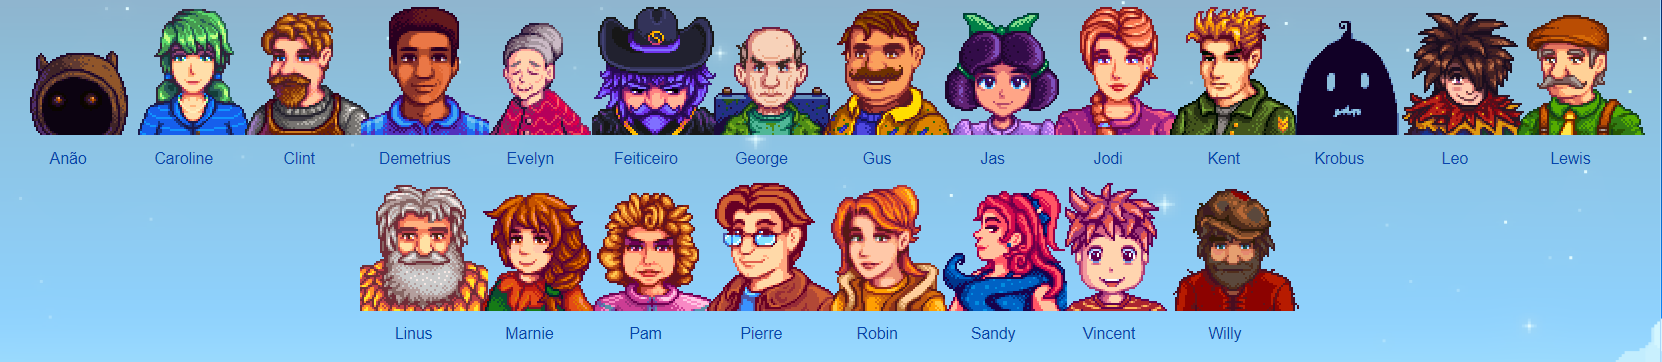 Anão Caroline Clint Demetrius Evelyn Feiticeiro George Gus Jas Jodi Kent Krobus Leo Lewis
Linus Marnie Pam Pierre Robin Sandy Vincent Willy